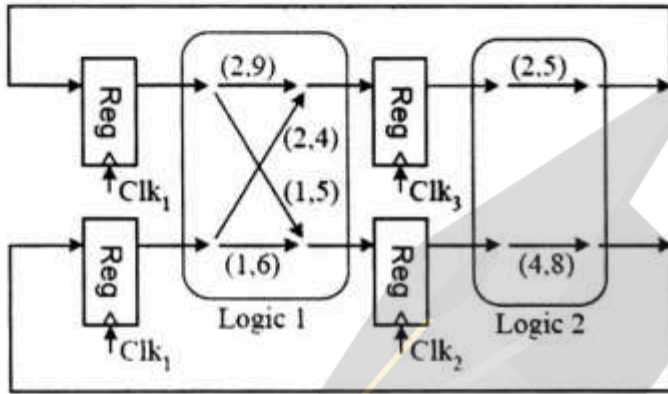 (2,9)
(2,5)
Reg
Reg
(2,4)
Clk₁
(1,5)
Clk₃
Reg
Reg
(1,6)
(4,8)
Logic 1
Logic 2
Clk₁
Clk₂